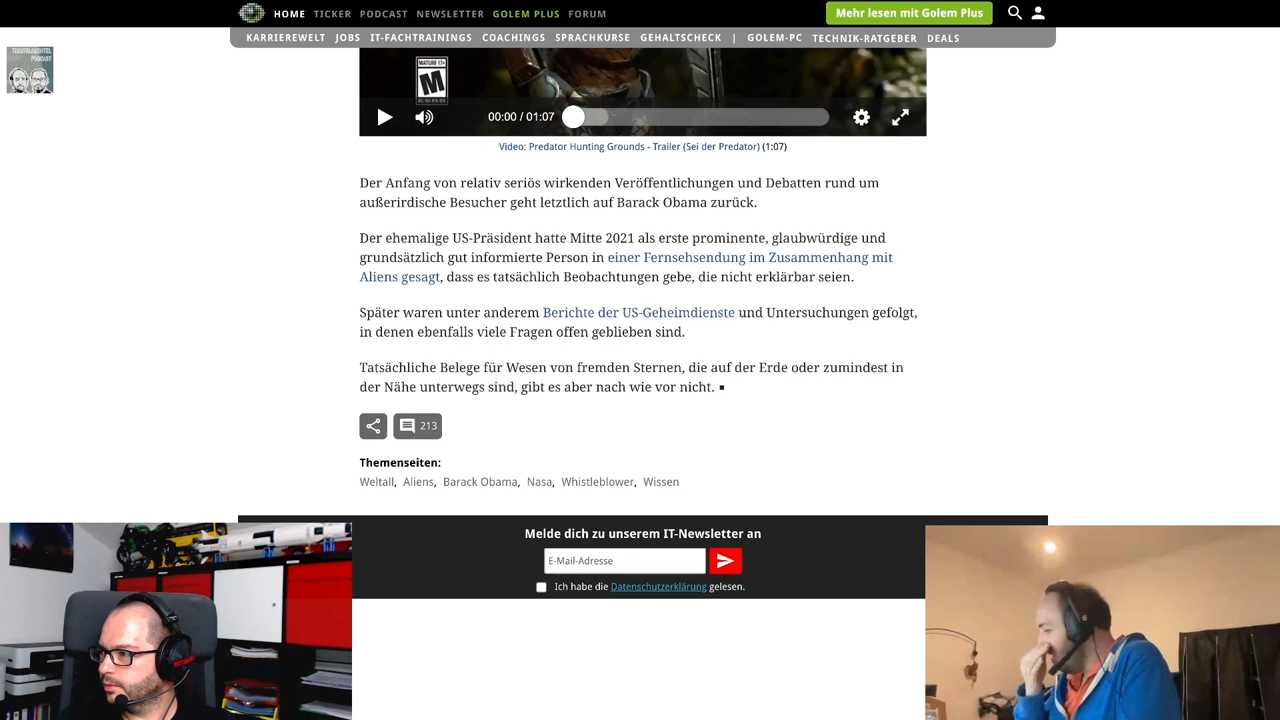 HOME TICKER PODCAST NEWSLETTER GOLEM PLUS FORUM Mehr lesen mit Golem Plus
KARRIEREWELT JOBS IT-FACHTRAININGS COACHINGS SPRACHKURSE GEHALTSCHECK | GOLEM-PC TECHNIK-RATGEBER DEALS
TECHTELMECHTEL
PODCAST
MATURE 17+
M
00:00 / 01:07
Video: Predator Hunting Grounds - Trailer (Sei der Predator) (1:07)
Der Anfang von relativ seriös wirkenden Veröffentlichungen und Debatten rund um
außerirdische Besucher geht letztlich auf Barack Obama zurück.
Der ehemalige US-Präsident hatte Mitte 2021 als erste prominente, glaubwürdige und
grundsätzlich gut informierte Person in einer Fernsehsendung im Zusammenhang mit
Aliens gesagt, dass es tatsächlich Beobachtungen gebe, die nicht erklärbar seien.
Später waren unter anderem Berichte der US-Geheimdienste und Untersuchungen gefolgt,
in denen ebenfalls viele Fragen offen geblieben sind.
Tatsächliche Belege für Wesen von fremden Sternen, die auf der Erde oder zumindest in
der Nähe unterwegs sind, gibt es aber nach wie vor nicht. ▪
213
Themenseiten:
Weltall, Aliens, Barack Obama, Nasa, Whistleblower, Wissen
Melde dich zu unserem IT-Newsletter an
E-Mail-Adresse
Ich habe die Datenschutzerklärung gelesen.